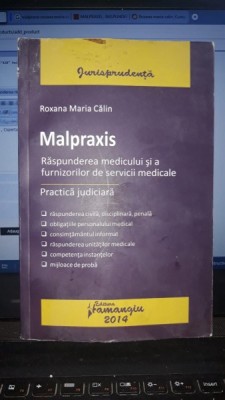 Jurisprudență
Roxana Maria Călin
Malpraxis
Răspunderea medicului și a
furnizorilor de servicii medicale
Practică judiciară
❑ răspunderea civilă, disciplinară, penală
❑ obligațiile personalului medical
❑ consimțământul informat
❑ răspunderea unităților medicale
❑ competența instanțelor
❑ mijloace de probă
Editura
Hamangiu
2014